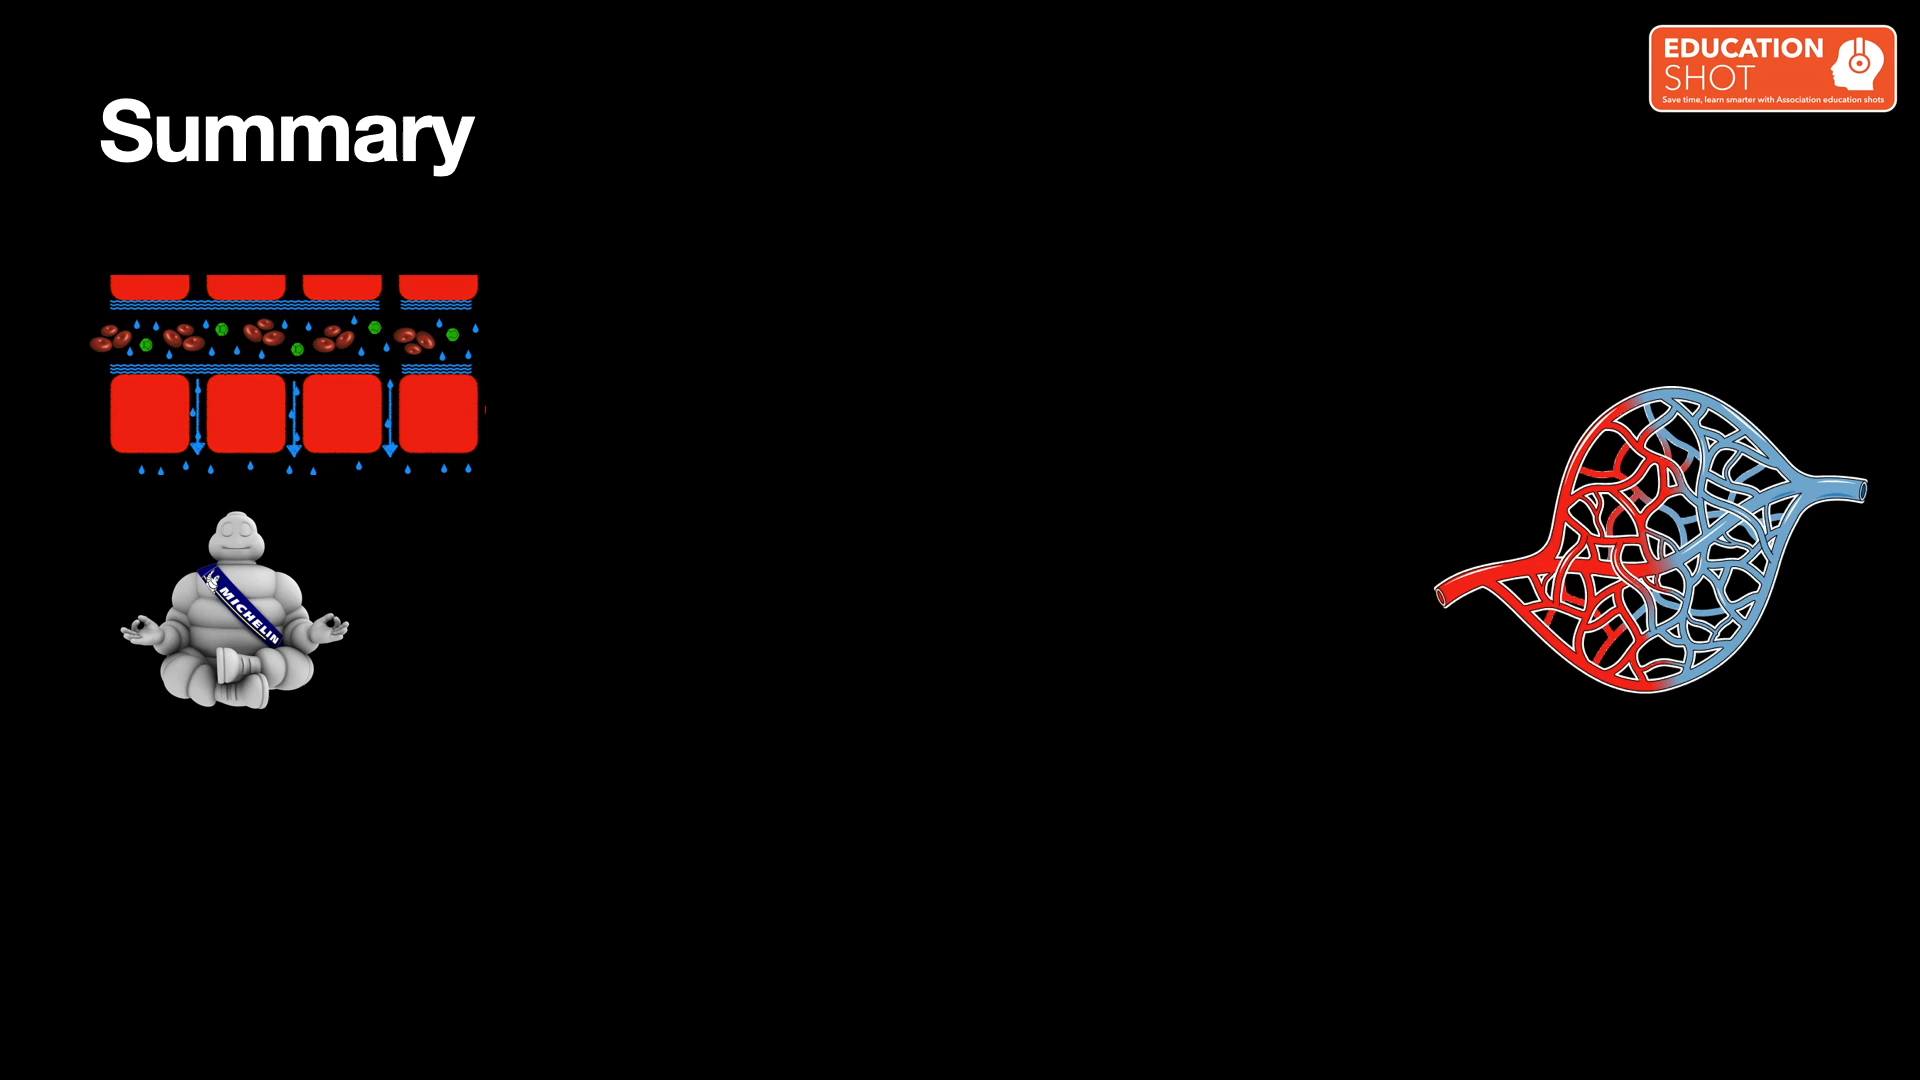 EDUCATION
SHOT
Save time, learn smarter with Association education shots
Summary
MICHELIN